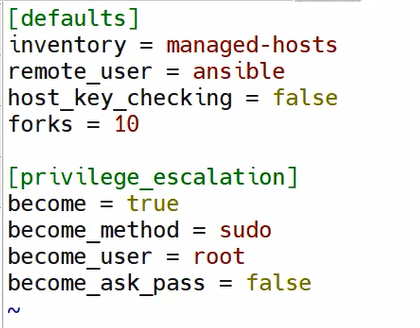 [defaults]
inventory = managed-hosts
remote_user = ansible
host_key_checking = false
forks = 10
[privilege_escalation]
become = true
become_method = sudo
become_user = root
become_ask_pass = false
~